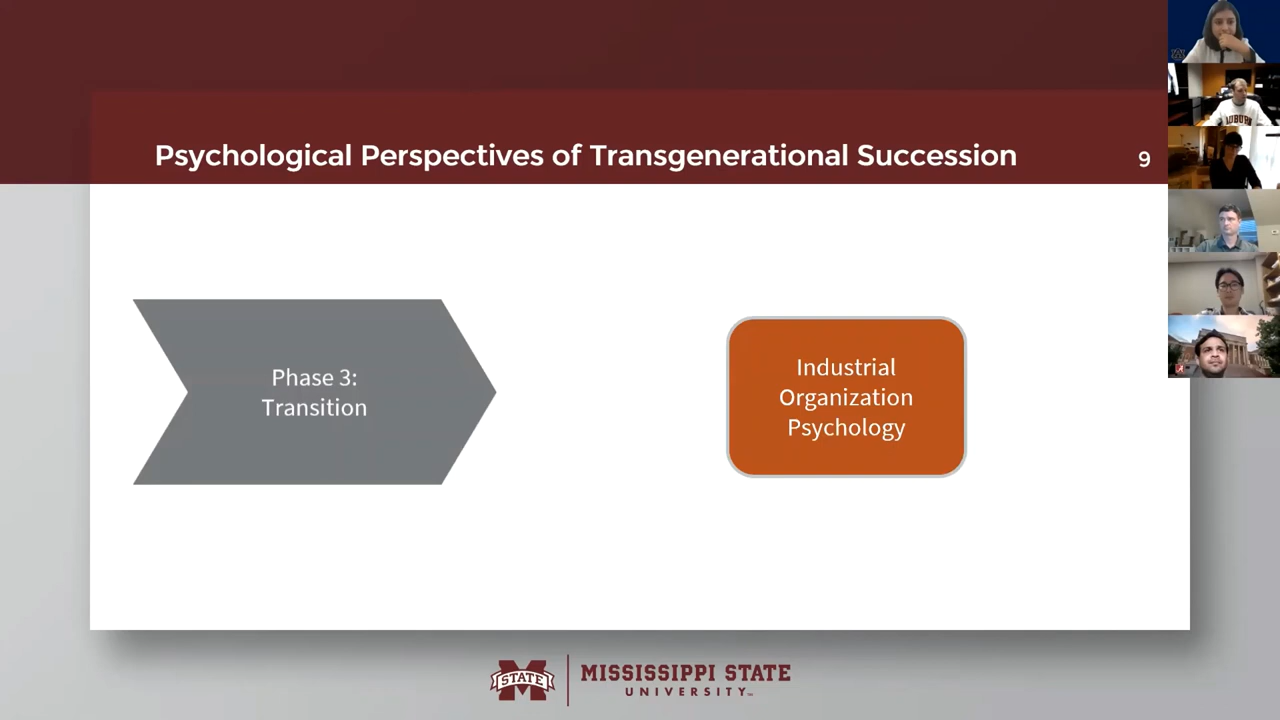 Psychological Perspectives of Transgenerational Succession
9
Phase 3:
Transition
Industrial
Organization
Psychology
AUBURN
STATE
MISSISSIPPI STATE
UNIVERSITY